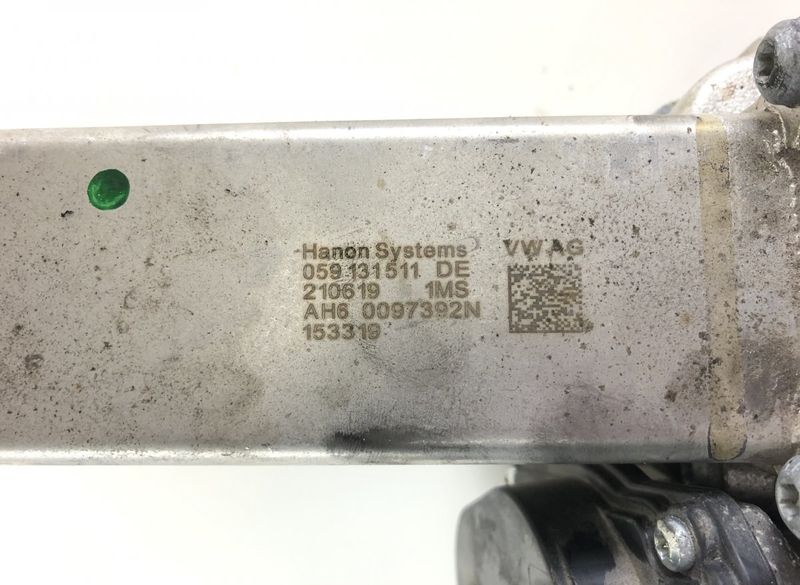 Hanon Systems VW AG
059 131 511 DE
210619 1MS
AH6 0097392N
153319